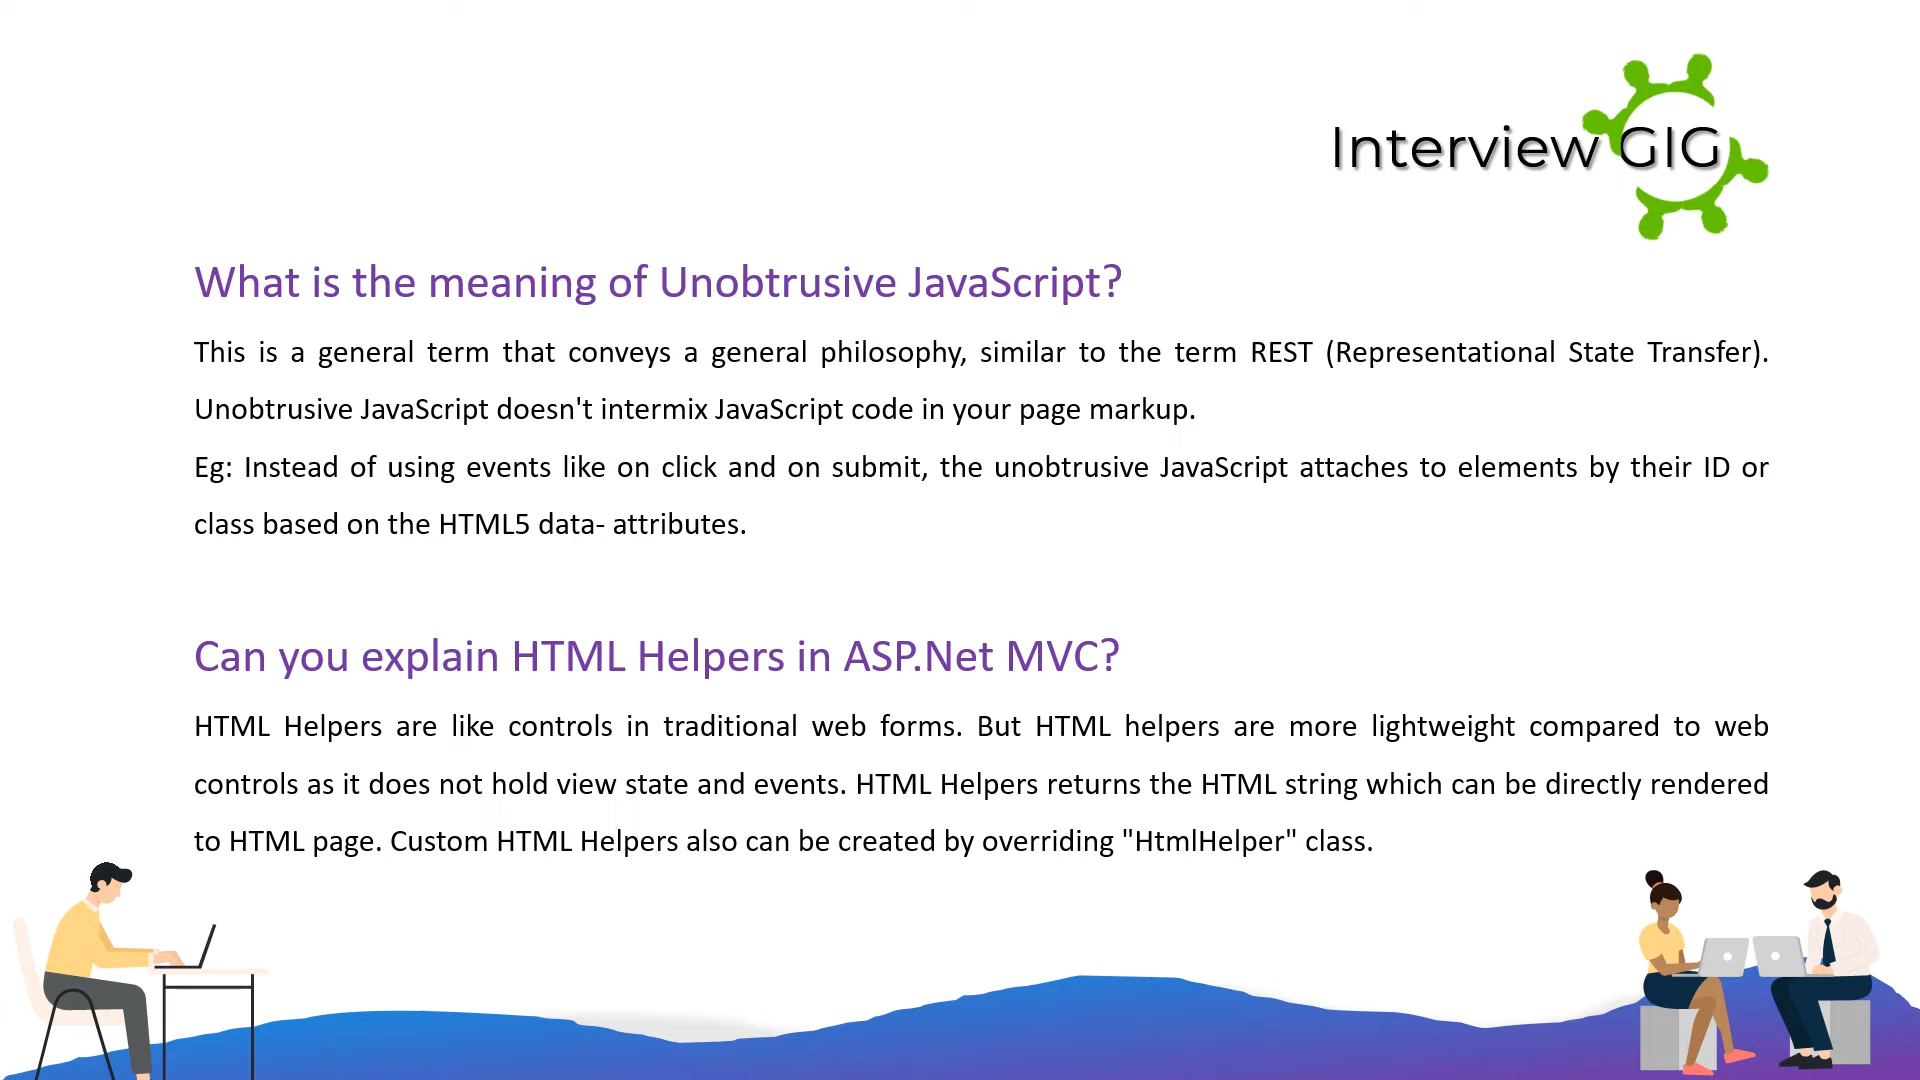 Interview GIG
What is the meaning of Unobtrusive JavaScript?
This is a general term that conveys a general philosophy, similar to the term REST (Representational State Transfer).
Unobtrusive JavaScript doesn't intermix JavaScript code in your page markup.
Eg: Instead of using events like on click and on submit, the unobtrusive JavaScript attaches to elements by their ID or
class based on the HTML5 data- attributes.
Can you explain HTML Helpers in ASP.Net MVC?
HTML Helpers are like controls in traditional web forms. But HTML helpers are more lightweight compared to web
controls as it does not hold view state and events. HTML Helpers returns the HTML string which can be directly rendered
to HTML page. Custom HTML Helpers also can be created by overriding "HtmlHelper" class.